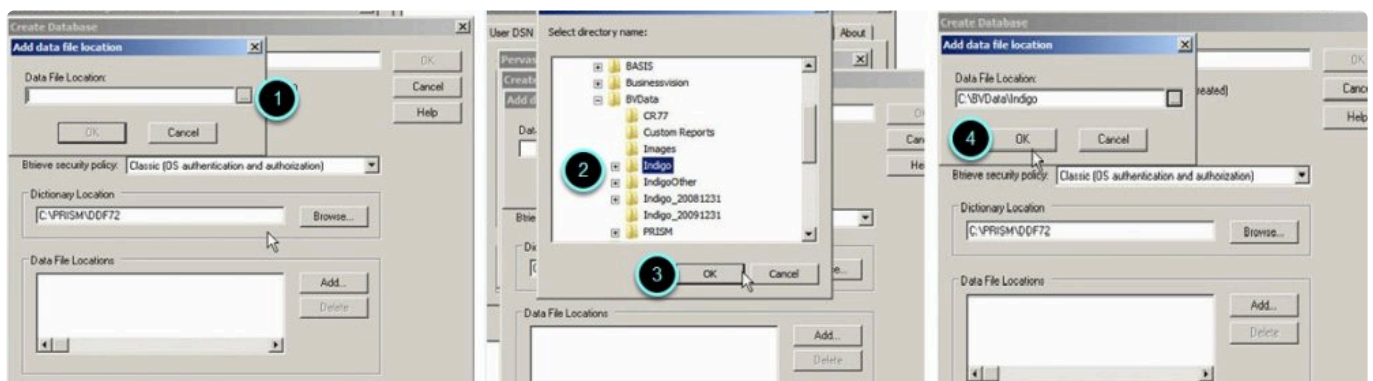 Create Database
Add data file location
Data File Location:
OK
Cancel
1
OK
Cancel
Help
Btrieve security policy: Classic (OS authentication and authorization)
Dictionary Location
C:\PRISM\DDF72
Browse...
Data File Locations
Add...
Delete
User DSN
About
Select directory name:
BASIS
Businessvision
BVData
CR77
Custom Reports
Images
Indigo
IndigoOther
Indigo_20081231
Indigo_20091231
PRISM
2
3
OK
Cancel
Data File Locations
Add...
Delete
Create Database
Add data file location
Data File Location:
C:\BVData\Indigo
4
OK
Cancel
OK
Help
Btrieve security policy: Classic (OS authentication and authorization)
Dictionary Location
C:\PRISM\DDF72
Browse...
Data File Locations
Add...
Delete